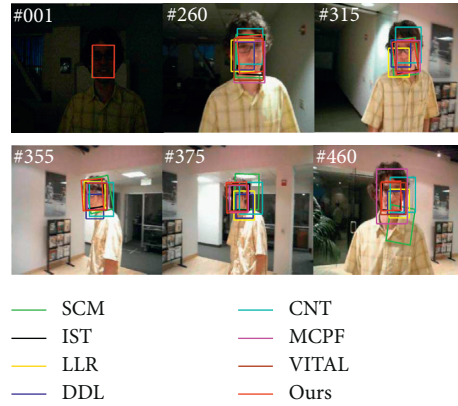 #001
#260
#315
#355
#375
#460
SCM
CNT
IST
MCPF
LLR
VITAL
DDL
Ours